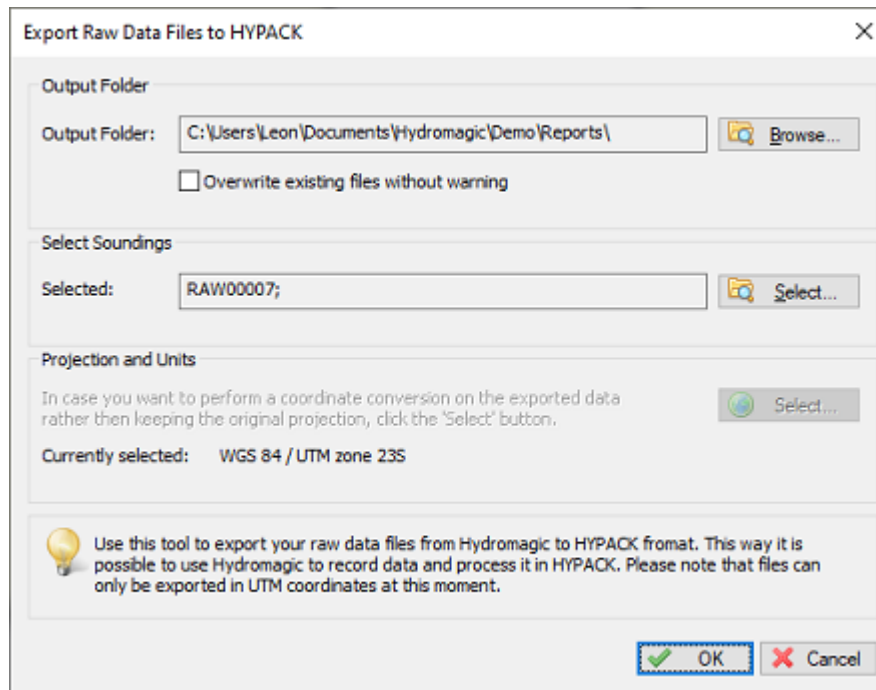 Export Raw Data Files to HYPACK
Output Folder
Output Folder: C:\Users\Leon\Documents\Hydromagic\Demo\Reports\ Browse...
Overwrite existing files without warning
Select Soundings
Selected: RAW00007; Select...
Projection and Units
In case you want to perform a coordinate conversion on the exported data
rather then keeping the original projection, click the 'Select' button.
Select...
Currently selected: WGS 84 / UTM zone 23S
Use this tool to export your raw data files from Hydromagic to HYPACK fromat. This way it is
possible to use Hydromagic to record data and process it in HYPACK. Please note that files can
only be exported in UTM coordinates at this moment.
OK Cancel